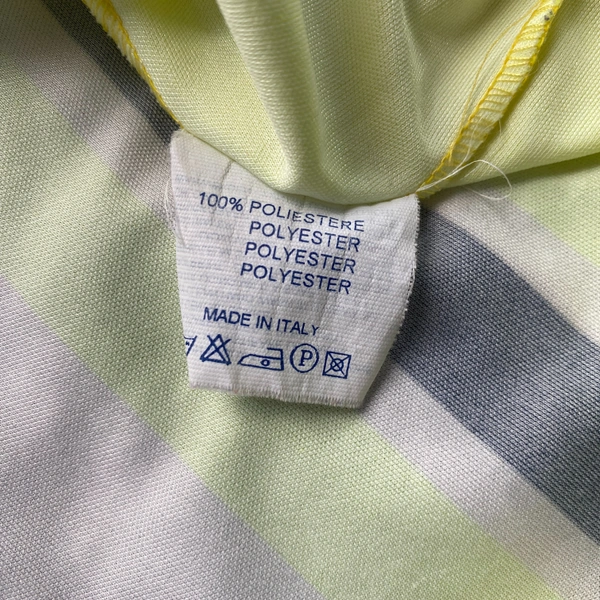 100% POLIESTERE
POLYESTER
POLYESTER
POLYESTER
MADE IN ITALY
P